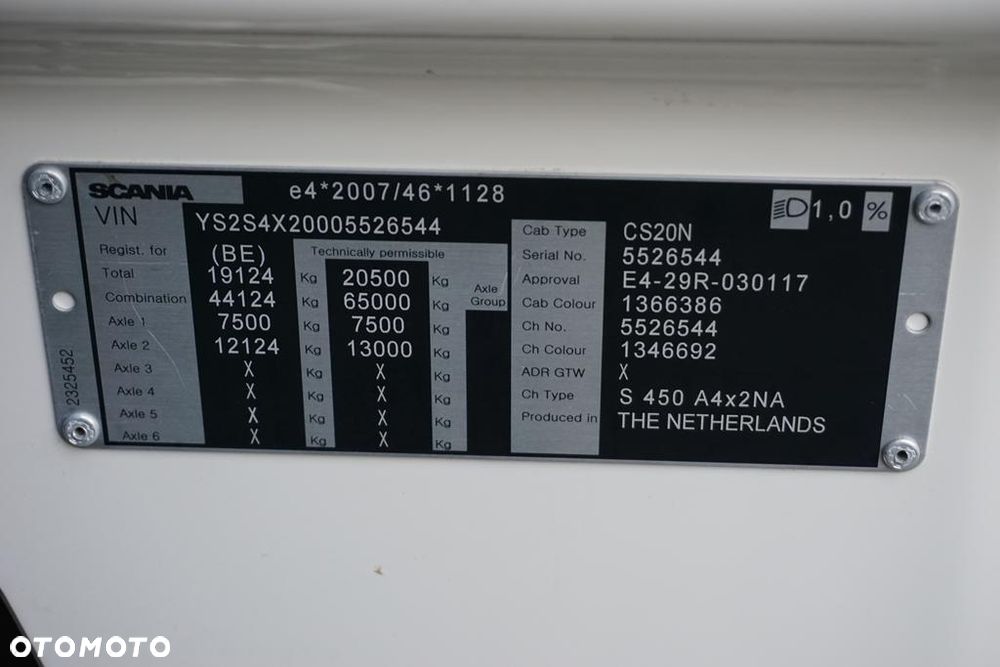 SCANIA e4*2007/46*1128
1,0 %
VIN YS2S4X20005526544
Regist. for (BE) Technically permissible
Total 19124 Kg 20500 Kg
Combination 44124 Kg 65000 Kg
Axle Group
Axle 1 7500 Kg 7500 Kg
Axle 2 12124 Kg 13000 Kg
Axle 3 X Kg X Kg
Axle 4 X Kg X Kg
Axle 5 X Kg X Kg
Axle 6 X Kg X Kg
Cab Type CS20N
Serial No. 5526544
Approval E4-29R-030117
Cab Colour 1366386
Ch No. 5526544
Ch Colour 1346692
ADR GTW X
Ch Type S 450 A4x2NA
Produced in THE NETHERLANDS
2325452
OTOMOTO